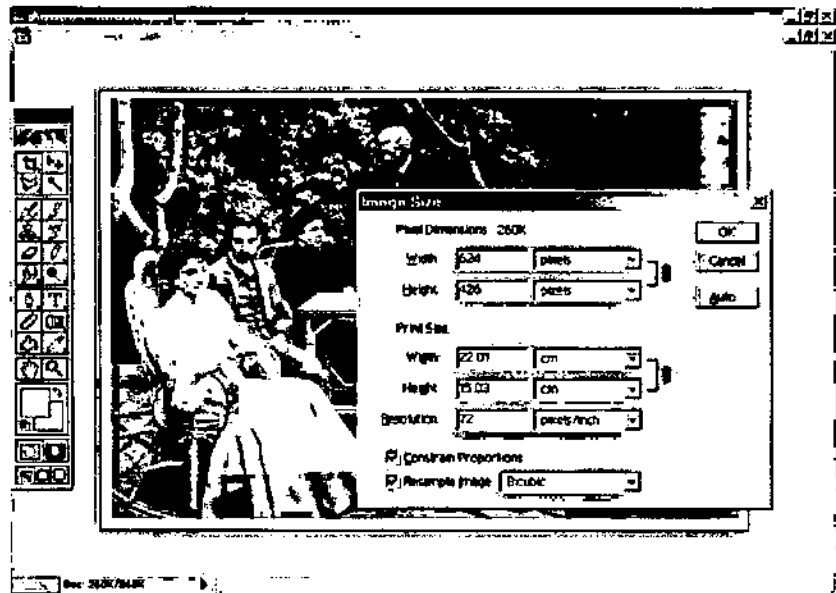 Image Size
Pixel Dimensions 260K
OK
Width 624 pixels
Cancel
Height 426 pixels
Auto
Print Size
Width 22.01 cm
Height 15.03 cm
Resolution 72 pixels/inch
Constrain Proportions
Resample Image Bicubic